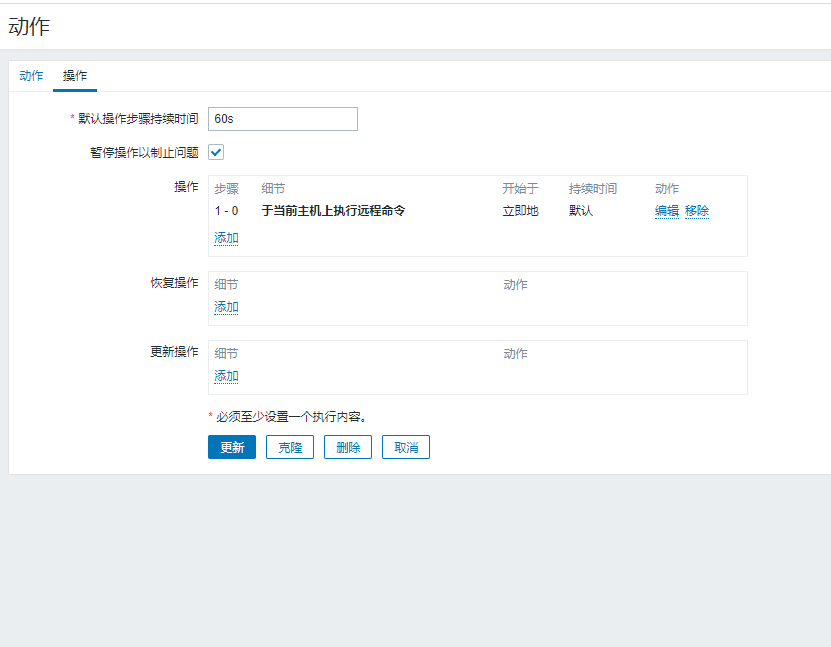 动作
动作 操作
* 默认操作步骤持续时间 60s
暂停操作以制止问题
操作 步骤 细节 开始于 持续时间 动作
1 - 0 于当前主机上执行远程命令 立即地 默认 编辑 移除
添加
恢复操作 细节 动作
添加
更新操作 细节 动作
添加
* 必须至少设置一个执行内容。
更新 克隆 删除 取消